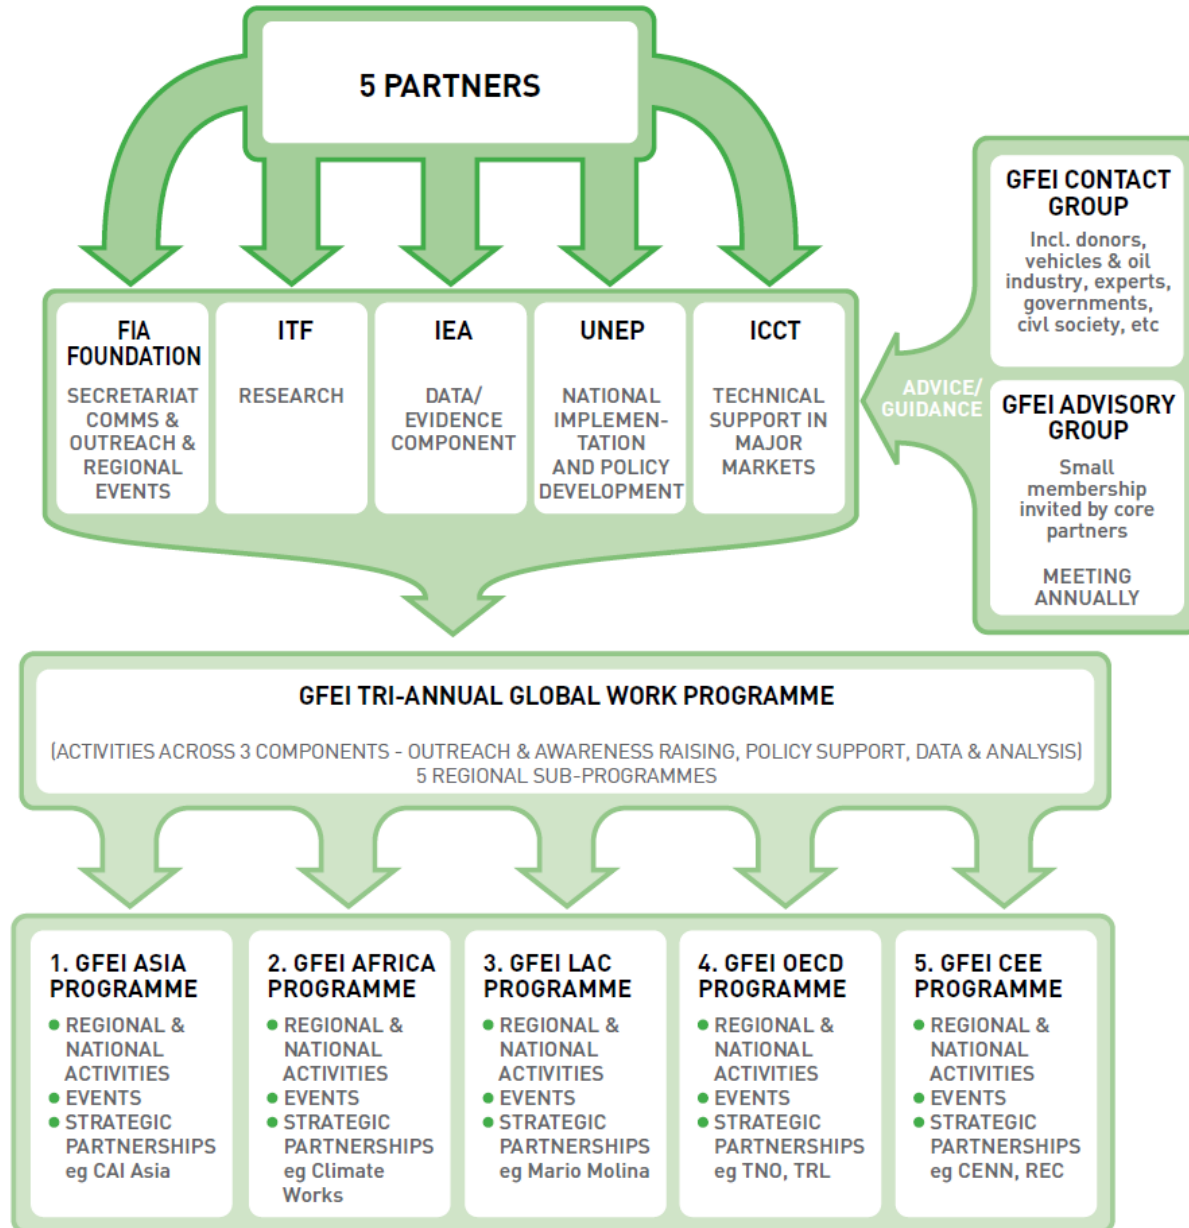 5 PARTNERS
FIA
FOUNDATION
SECRETARIAT
COMMS &
OUTREACH &
REGIONAL
EVENTS
ITF
RESEARCH
IEA
DATA/
EVIDENCE
COMPONENT
UNEP
NATIONAL
IMPLEMEN-
TATION
AND POLICY
DEVELOPMENT
ICCT
TECHNICAL
SUPPORT IN
MAJOR
MARKETS
ADVICE/
GUIDANCE
GFEI CONTACT
GROUP
Incl. donors,
vehicles & oil
industry, experts,
governments,
civl society, etc
GFEI ADVISORY
GROUP
Small
membership
invited by core
partners
MEETING
ANNUALLY
GFEI TRI-ANNUAL GLOBAL WORK PROGRAMME
(ACTIVITIES ACROSS 3 COMPONENTS - OUTREACH & AWARENESS RAISING, POLICY SUPPORT, DATA & ANALYSIS)
5 REGIONAL SUB-PROGRAMMES
1. GFEI ASIA
PROGRAMME
REGIONAL &
NATIONAL
ACTIVITIES
EVENTS
STRATEGIC
PARTNERSHIPS
eg CAI Asia
2. GFEI AFRICA
PROGRAMME
REGIONAL &
NATIONAL
ACTIVITIES
EVENTS
STRATEGIC
PARTNERSHIPS
eg Climate
Works
3. GFEI LAC
PROGRAMME
REGIONAL &
NATIONAL
ACTIVITIES
EVENTS
STRATEGIC
PARTNERSHIPS
eg Mario Molina
4. GFEI OECD
PROGRAMME
REGIONAL &
NATIONAL
ACTIVITIES
EVENTS
STRATEGIC
PARTNERSHIPS
eg TNO, TRL
5. GFEI CEE
PROGRAMME
REGIONAL &
NATIONAL
ACTIVITIES
EVENTS
STRATEGIC
PARTNERSHIPS
eg CENN, REC